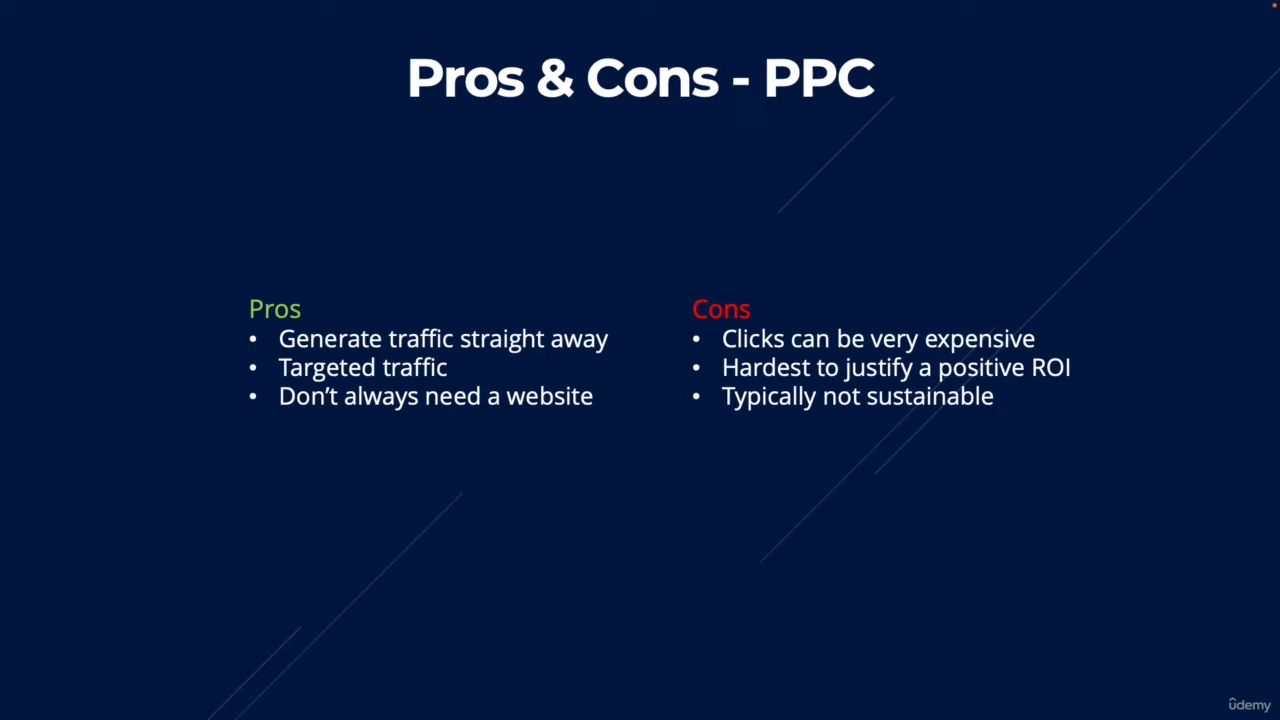 Pros & Cons - PPC
Pros
• Generate traffic straight away
• Targeted traffic
• Don’t always need a website
Cons
• Clicks can be very expensive
• Hardest to justify a positive ROI
• Typically not sustainable
ûdemy